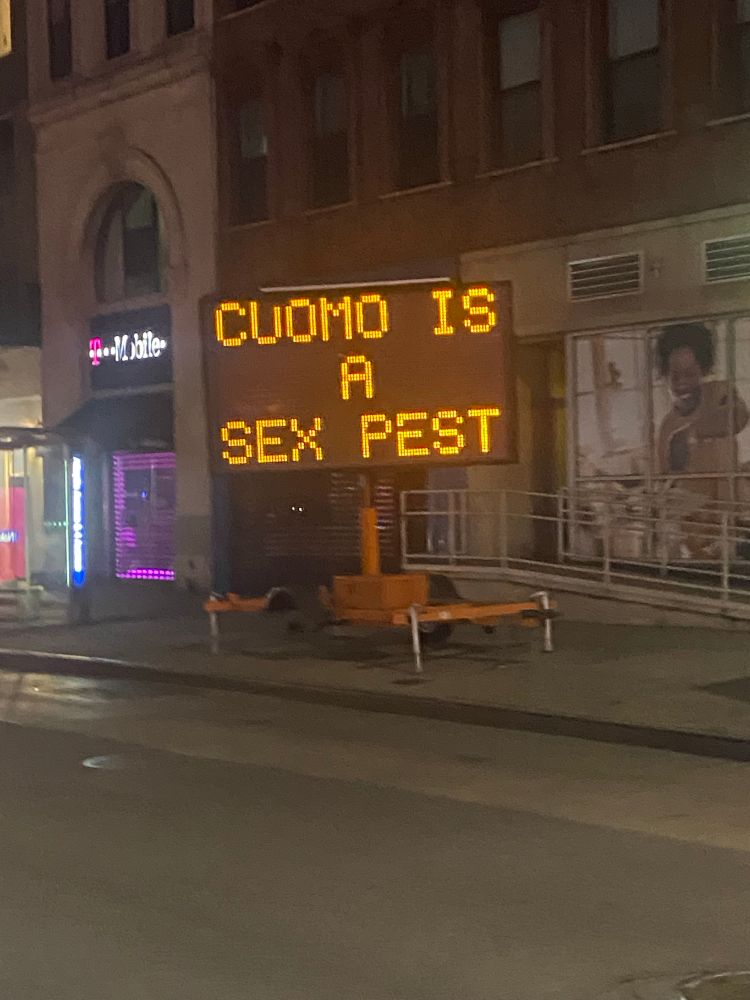 CUOMO IS
A
SEX PEST
T-Mobile